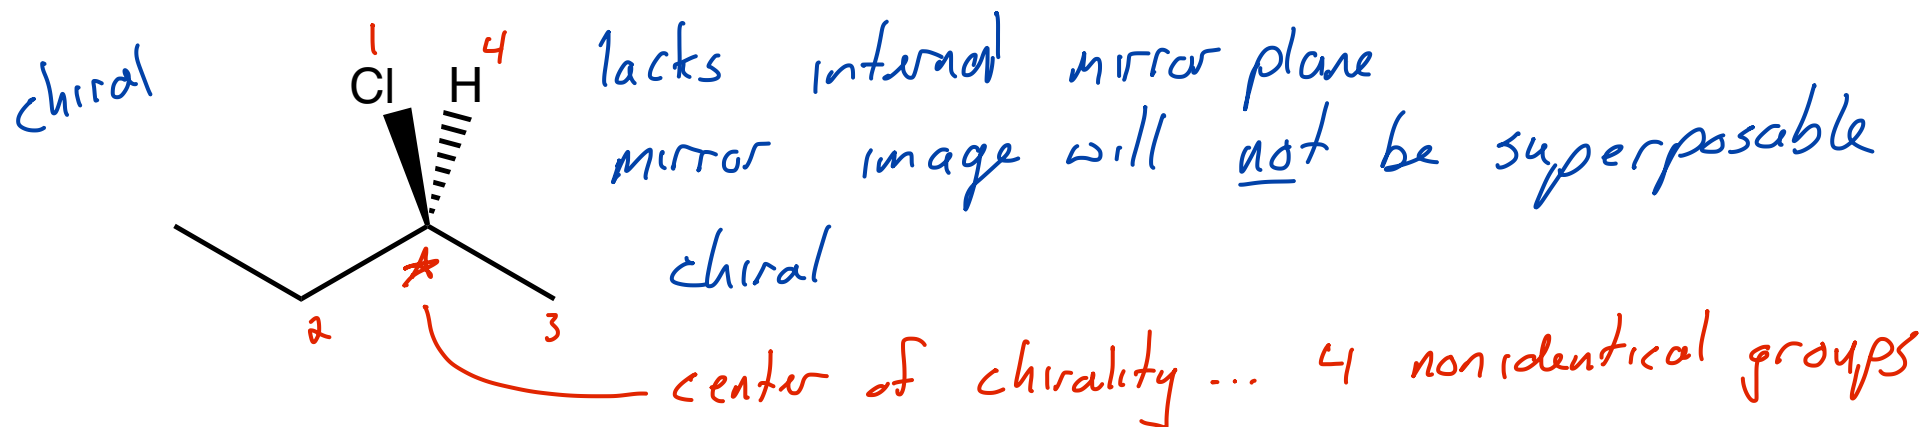 chiral
1
Cl
H
4
lacks internal mirror plane
mirror image will not be superposable
chiral
2
3
center of chirality ... 4 nonidentical groups